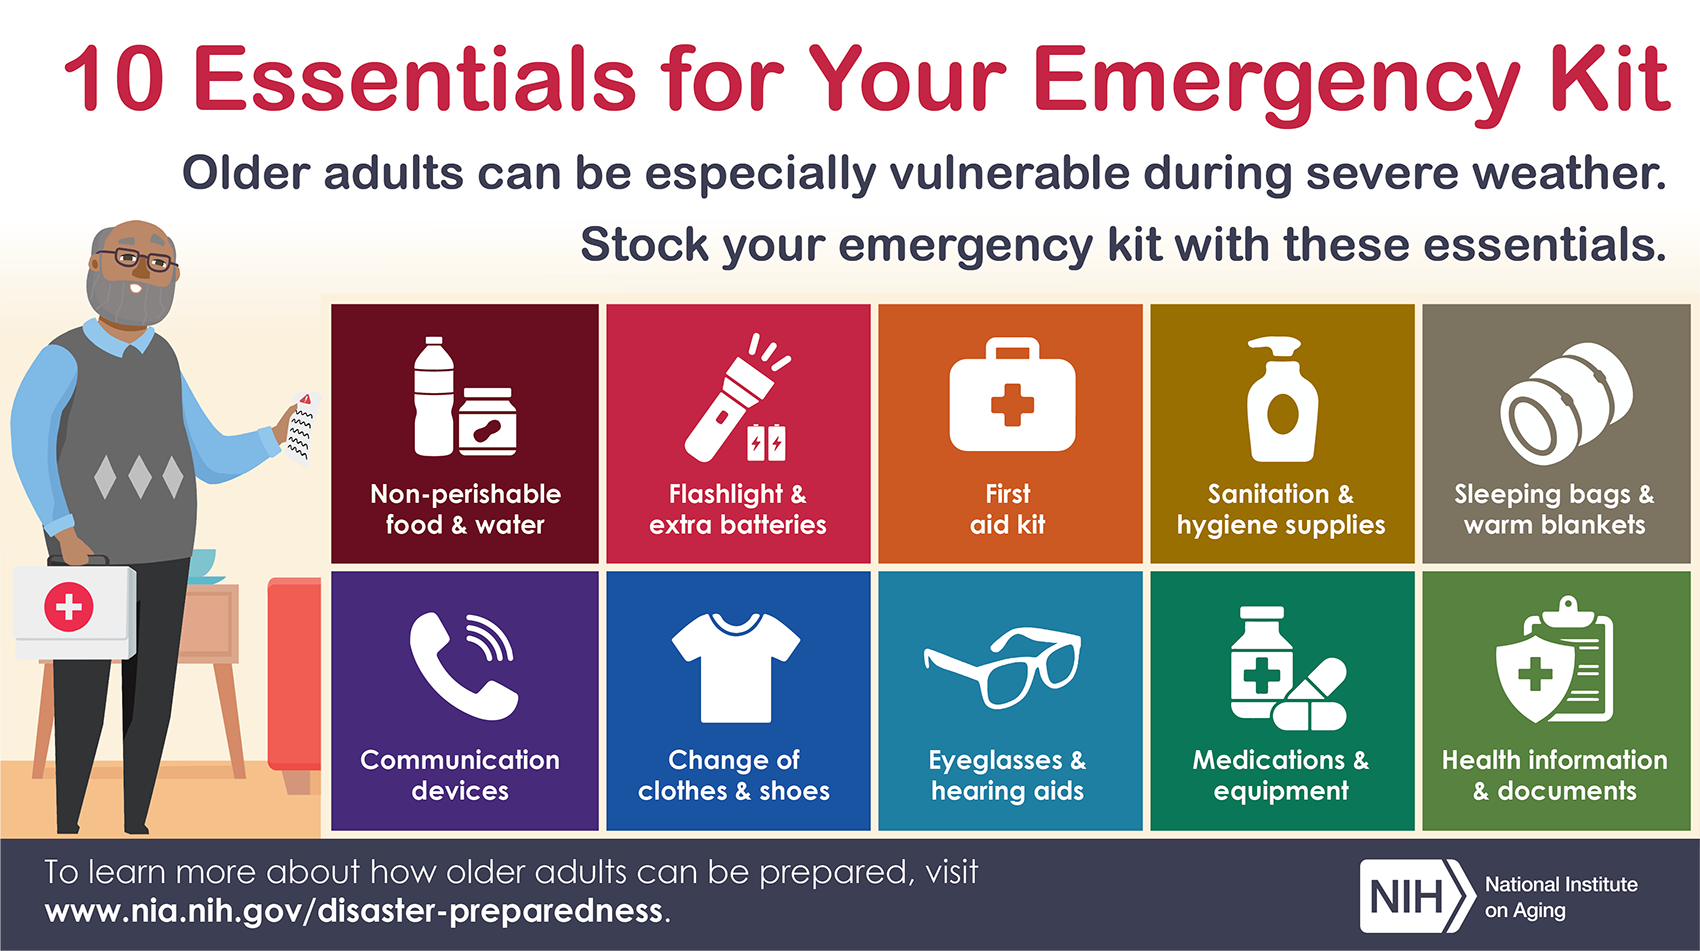 10 Essentials for Your Emergency Kit
Older adults can be especially vulnerable during severe weather.
Stock your emergency kit with these essentials.
Non-perishable
food & water
Flashlight &
extra batteries
First
aid kit
Sanitation &
hygiene supplies
Sleeping bags &
warm blankets
Communication
devices
Change of
clothes & shoes
Eyeglasses &
hearing aids
Medications &
equipment
Health information
& documents
To learn more about how older adults can be prepared, visit
www.nia.nih.gov/disaster-preparedness.
NIH
National Institute
on Aging